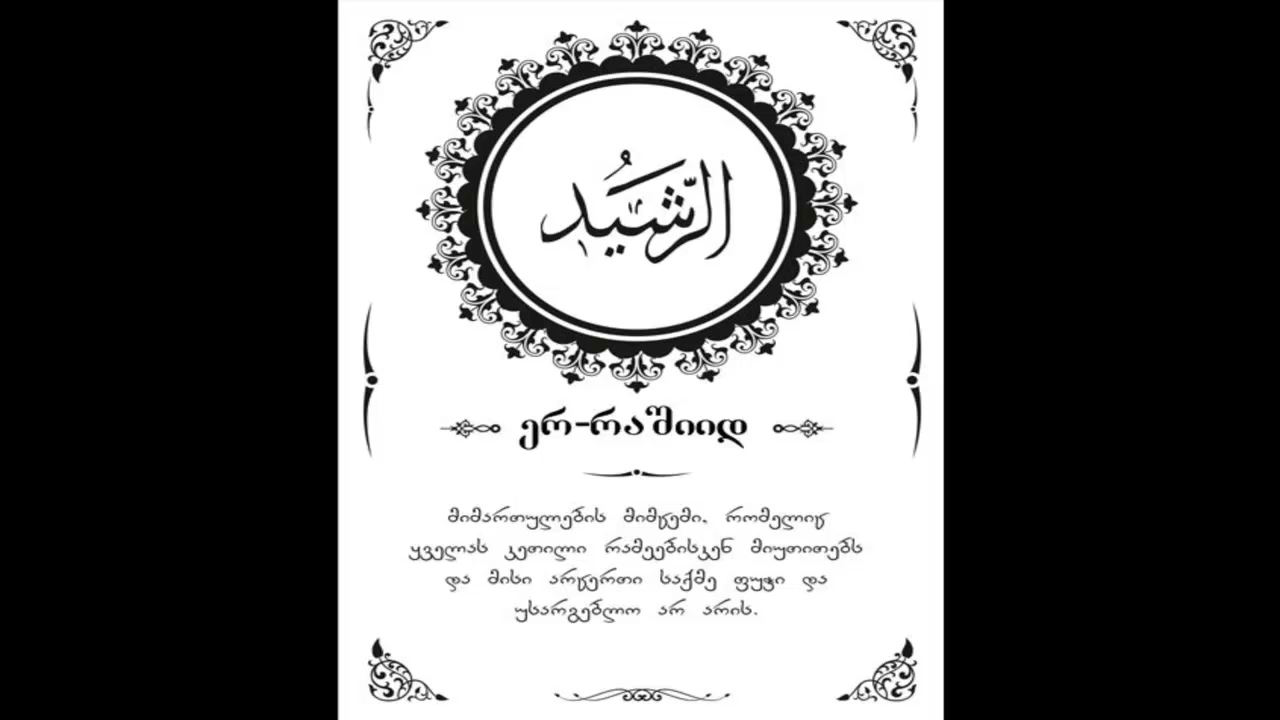 الرَّشِيدُ
ერ-რაშიიდ
მიმართულების მიმცემი, რომელიც
ყველას კეთილი რამეებისკენ მიუთითებს
და მისი არცერთი საქმე ფუჭი და
უსარგებლო არ არის.